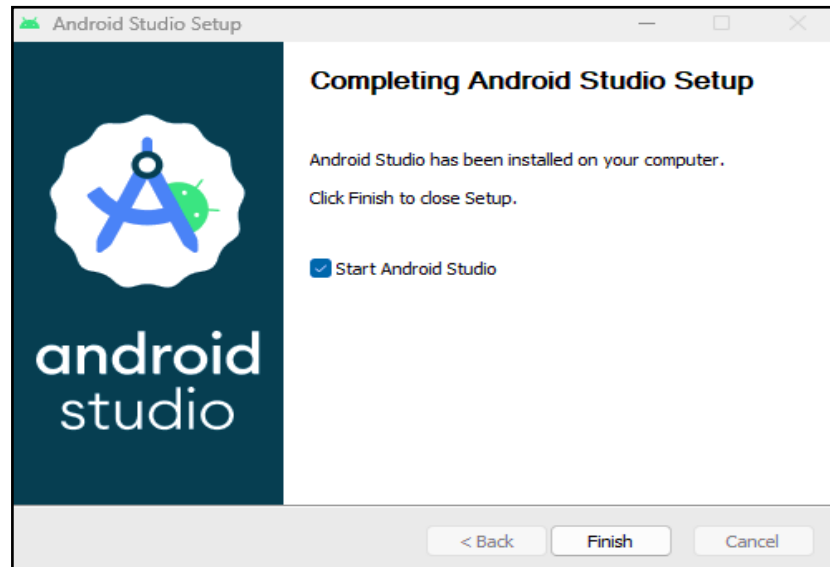 Android Studio Setup
Completing Android Studio Setup
Android Studio has been installed on your computer.
Click Finish to close Setup.
Start Android Studio
android
studio
< Back
Finish
Cancel